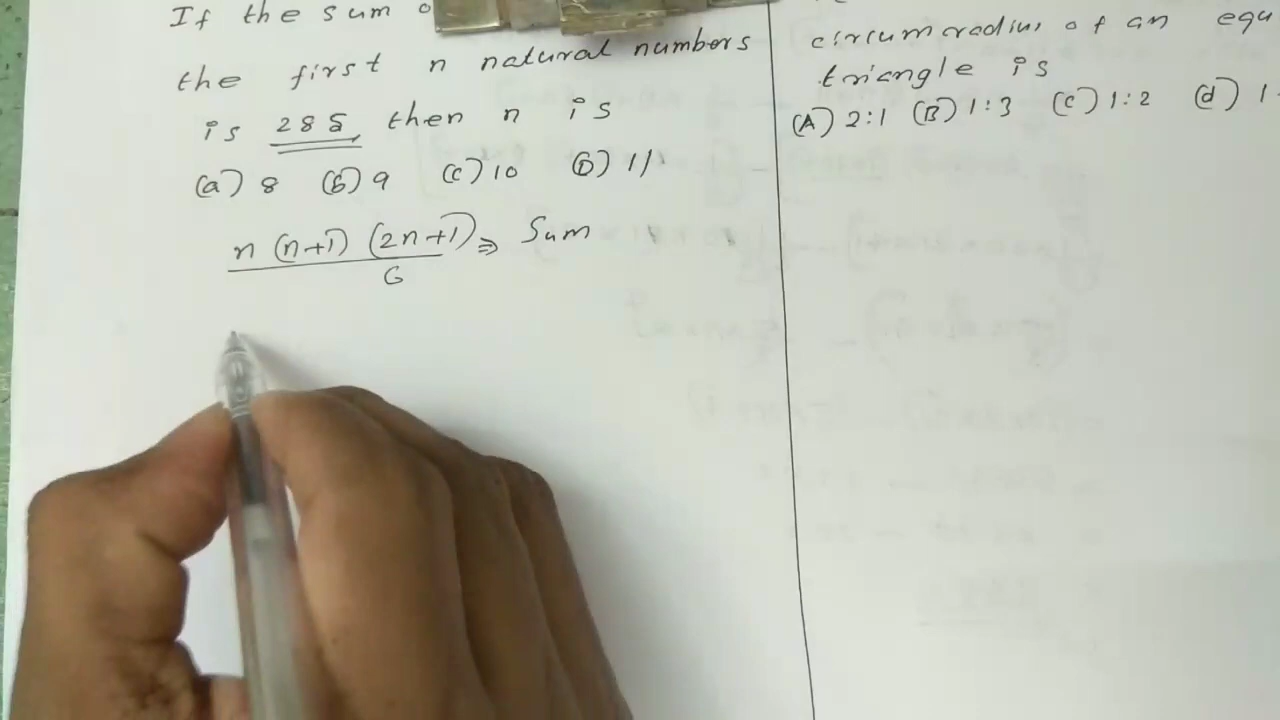 If the sum o
the first n natural numbers
is 285, then n is
(a) 8 (b) 9 (c) 10 (D) 11
n (n+1) (2n+1) ⇒ Sum
6
circumradius of an equ
triangle is
(A) 2:1 (B) 1:3 (c) 1:2 (d) 1